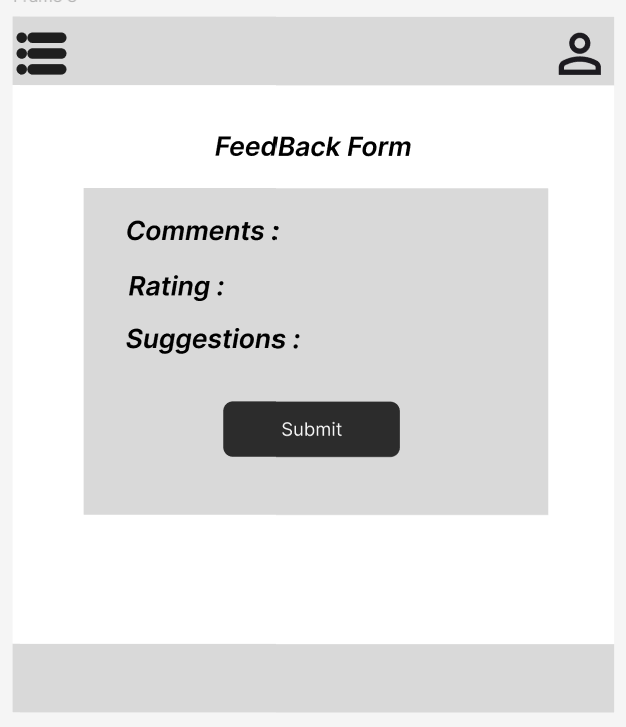 FeedBack Form
Comments :
Rating :
Suggestions :
Submit